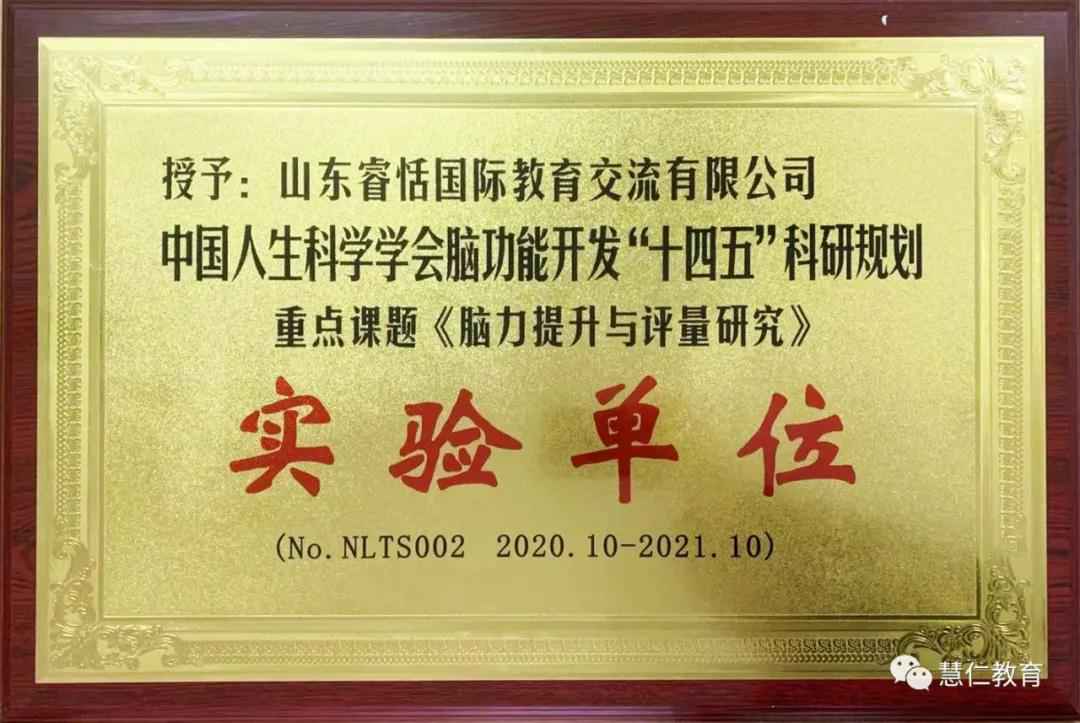 授予：山东睿恬国际教育交流有限公司
中国人生科学学会脑功能开发“十四五”科研规划
重点课题《脑力提升与评量研究》
实验单位
(No.NLTS002 2020.10-2021.10)
慧仁教育